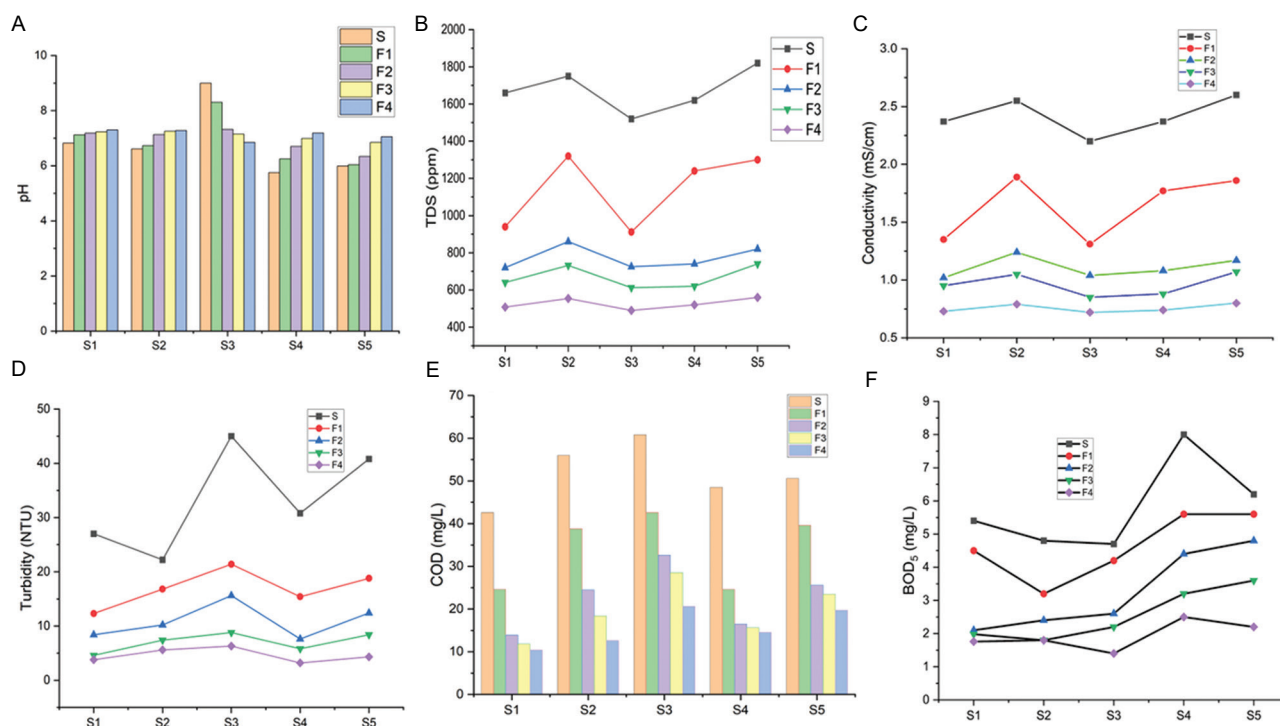 A
S
F1
F2
F3
F4
10
8
6
4
2
0
pH
S1 S2 S3 S4 S5
B
S
F1
F2
F3
F4
2000
1800
1600
1400
1200
1000
800
600
400
TDS (ppm)
S1 S2 S3 S4 S5
C
S
F1
F2
F3
F4
3.0
2.5
2.0
1.5
1.0
0.5
Conductivity (mS/cm)
S1 S2 S3 S4 S5
D
S
F1
F2
F3
F4
50
40
30
20
10
0
Turbidity (NTU)
S1 S2 S3 S4 S5
E
S
F1
F2
F3
F4
70
60
50
40
30
20
10
0
COD (mg/L)
S1 S2 S3 S4 S5
F
S
F1
F2
F3
F4
9
8
7
6
5
4
3
2
1
0
BOD₅ (mg/L)
S1 S2 S3 S4 S5